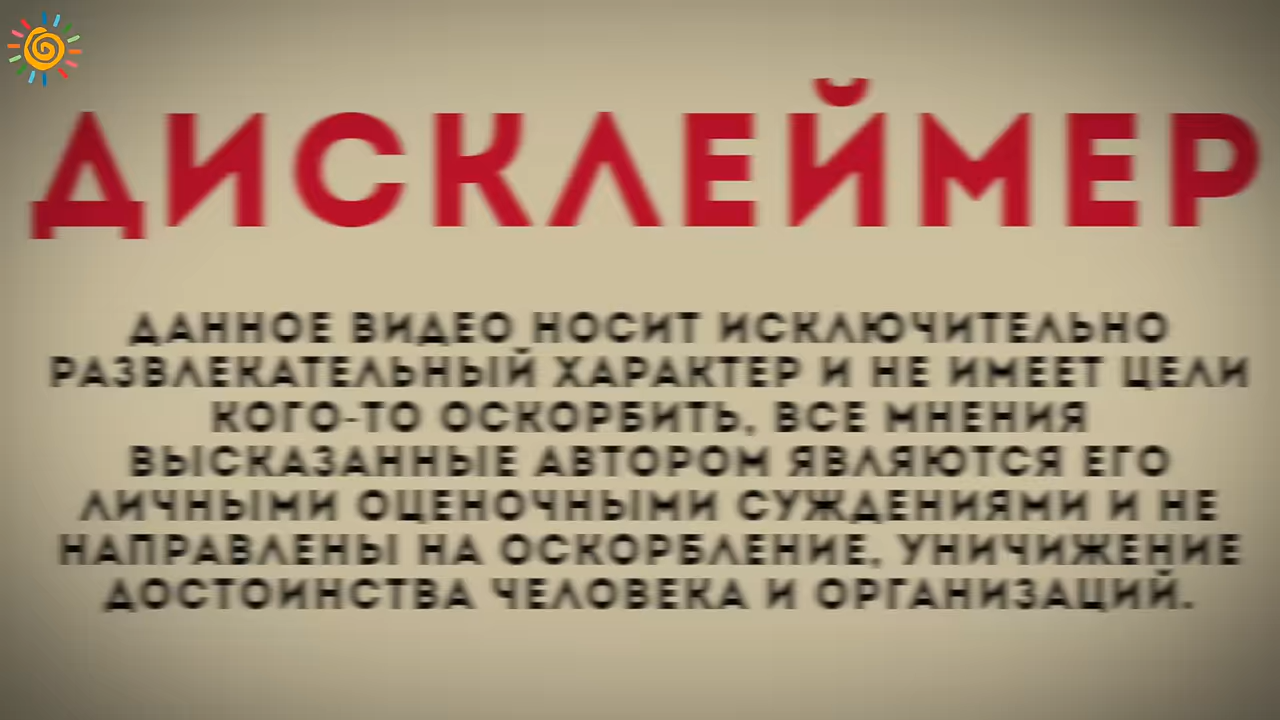 ДИСКЛЕЙМЕР
ДАННОЕ ВИДЕО НОСИТ ИСКЛЮЧИТЕЛЬНО
РАЗВЛЕКАТЕЛЬНЫЙ ХАРАКТЕР И НЕ ИМЕЕТ ЦЕЛИ
КОГО-ТО ОСКОРБИТЬ, ВСЕ МНЕНИЯ
ВЫСКАЗАННЫЕ АВТОРОМ ЯВЛЯЮТСЯ ЕГО
ЛИЧНЫМИ ОЦЕНОЧНЫМИ СУЖДЕНИЯМИ И НЕ
НАПРАВЛЕНЫ НА ОСКОРБЛЕНИЕ, УНИЧИЖЕНИЕ
ДОСТОИНСТВА ЧЕЛОВЕКА И ОРГАНИЗАЦИЙ.